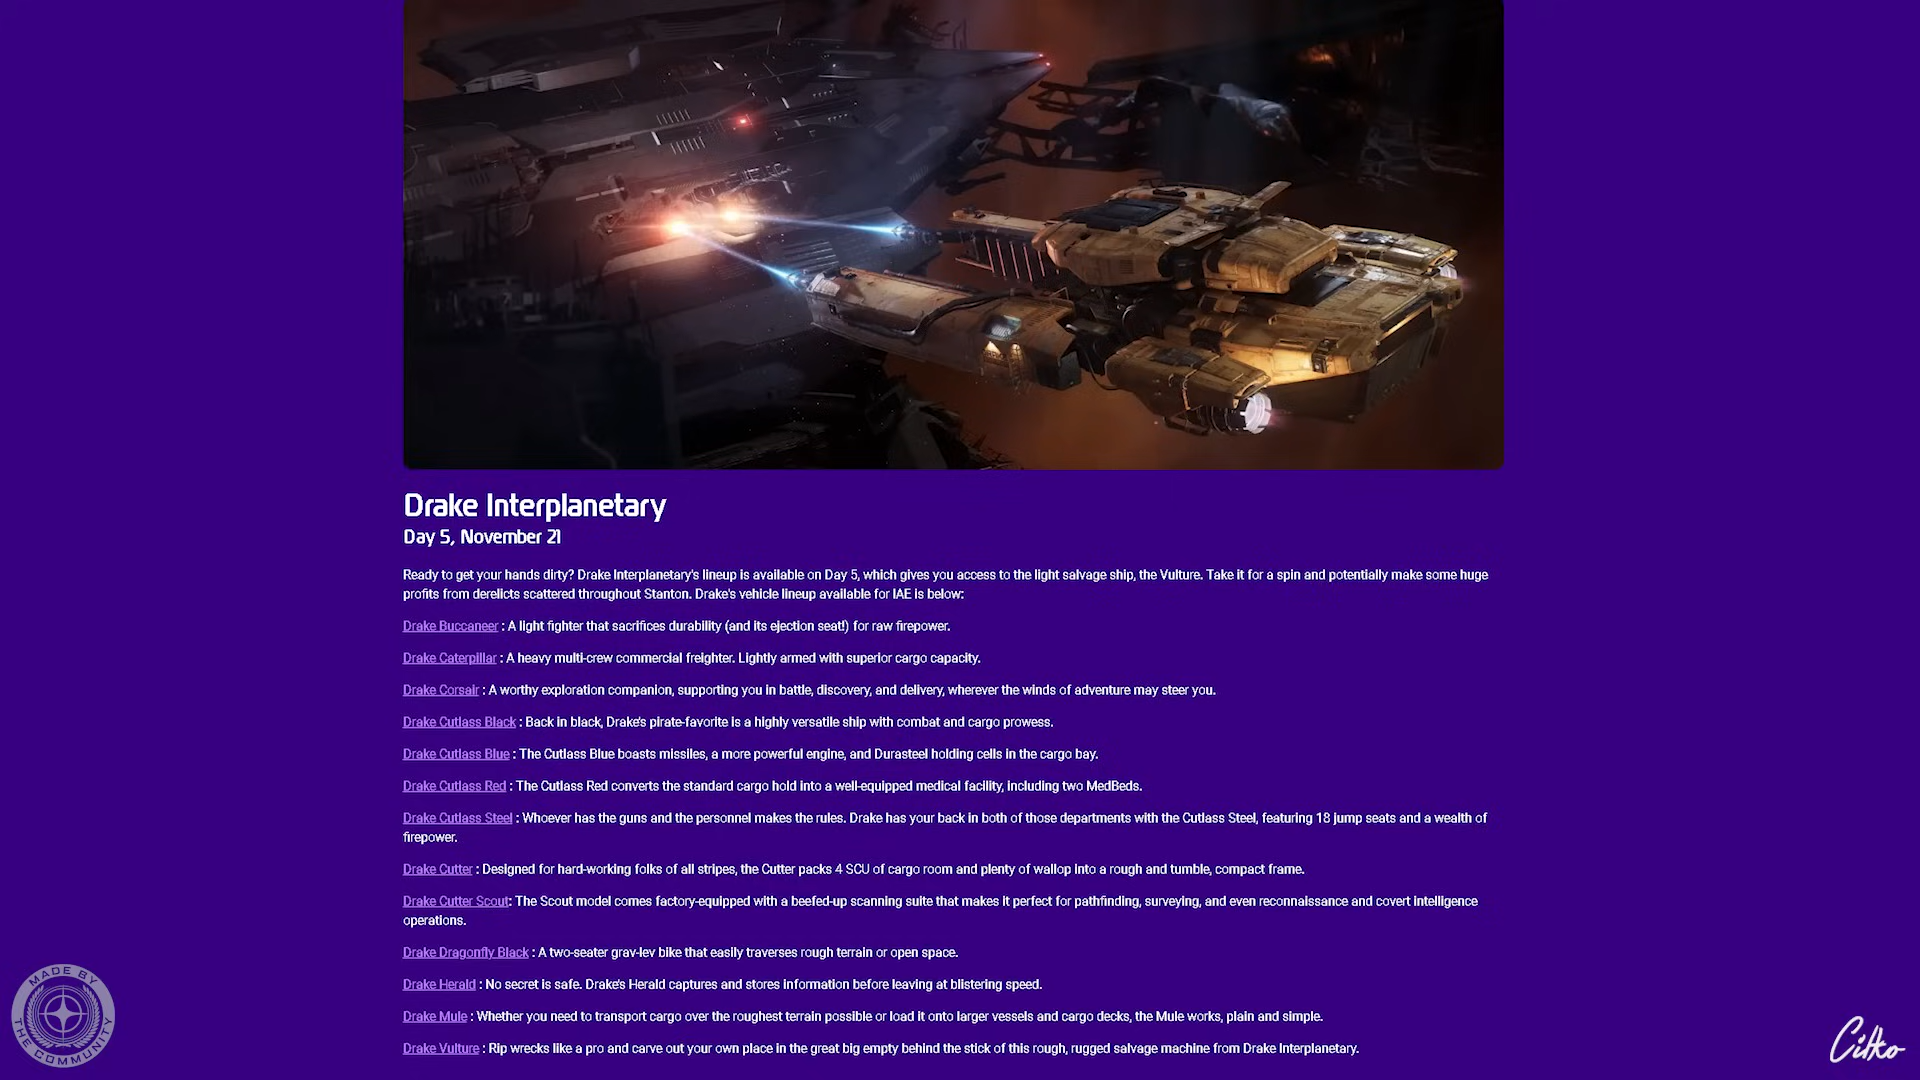 Drake Interplanetary
Day 5, November 21
Ready to get your hands dirty? Drake Interplanetary's lineup is available on Day 5, which gives you access to the light salvage ship, the Vulture. Take it for a spin and potentially make some huge
profits from derelicts scattered throughout Stanton. Drake's vehicle lineup available for IAE is below:
Drake Buccaneer : A light fighter that sacrifices durability (and its ejection seat!) for raw firepower.
Drake Caterpillar : A heavy multi-crew commercial freighter. Lightly armed with superior cargo capacity.
Drake Corsair : A worthy exploration companion, supporting you in battle, discovery, and delivery, wherever the winds of adventure may steer you.
Drake Cutlass Black : Back in black, Drake's pirate-favorite is a highly versatile ship with combat and cargo prowess.
Drake Cutlass Blue : The Cutlass Blue boasts missiles, a more powerful engine, and Durasteel holding cells in the cargo bay.
Drake Cutlass Red : The Cutlass Red converts the standard cargo hold into a well-equipped medical facility, including two MedBeds.
Drake Cutlass Steel : Whoever has the guns and the personnel makes the rules. Drake has your back in both of those departments with the Cutlass Steel, featuring 18 jump seats and a wealth of
firepower.
Drake Cutter : Designed for hard-working folks of all stripes, the Cutter packs 4 SCU of cargo room and plenty of wallop into a rough and tumble, compact frame.
Drake Cutter Scout: The Scout model comes factory-equipped with a beefed-up scanning suite that makes it perfect for pathfinding, surveying, and even reconnaissance and covert intelligence
operations.
Drake Dragonfly Black : A two-seater grav-lev bike that easily traverses rough terrain or open space.
Drake Herald : No secret is safe. Drake's Herald captures and stores information before leaving at blistering speed.
Drake Mule : Whether you need to transport cargo over the roughest terrain possible or load it onto larger vessels and cargo decks, the Mule works, plain and simple.
Drake Vulture : Rip wrecks like a pro and carve out your own place in the great big empty behind the stick of this rough, rugged salvage machine from Drake Interplanetary.
MADE BY
THE COMMUNITY